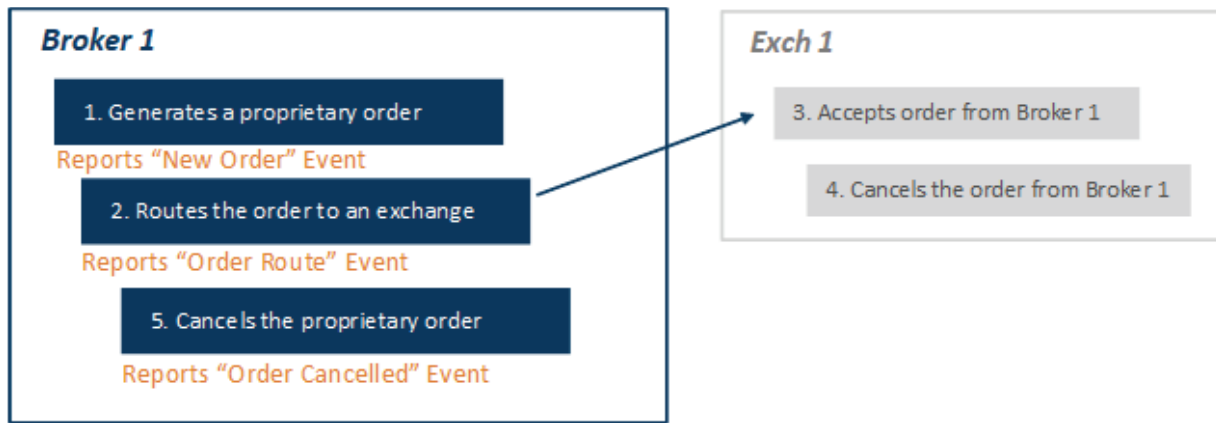 Broker 1
1. Generates a proprietary order
Reports “New Order” Event
2. Routes the order to an exchange
Reports “Order Route” Event
5. Cancels the proprietary order
Reports “Order Cancelled” Event
Exch 1
3. Accepts order from Broker 1
4. Cancels the order from Broker 1